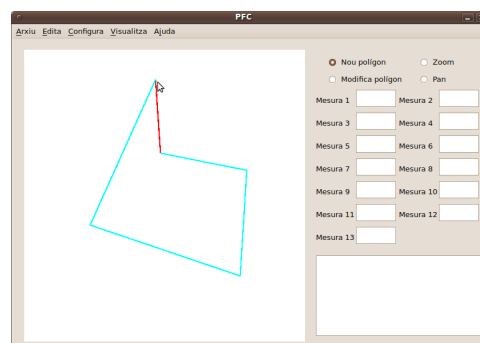 PFC
Arxiu Edita Configura Visualitza Ajuda
Nou polígon Zoom
Modifica polígon Pan
Mesura 1 Mesura 2
Mesura 3 Mesura 4
Mesura 5 Mesura 6
Mesura 7 Mesura 8
Mesura 9 Mesura 10
Mesura 11 Mesura 12
Mesura 13